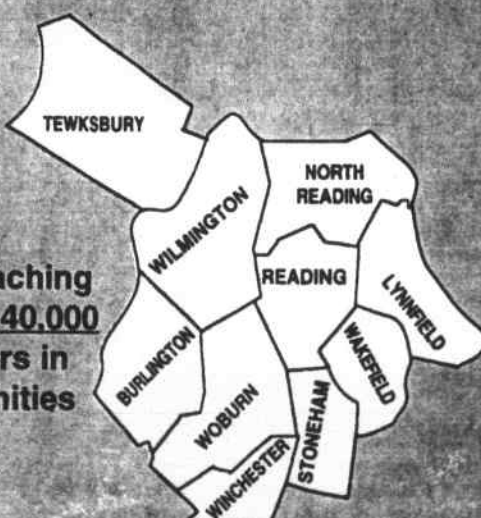 TEWKSBURY
NORTH
READING
WILMINGTON
READING
LYNNFIELD
aching
40,000
BURLINGTON
WAKEFIELD
rs in
nities
WOBURN
STONEHAM
WINCHESTER